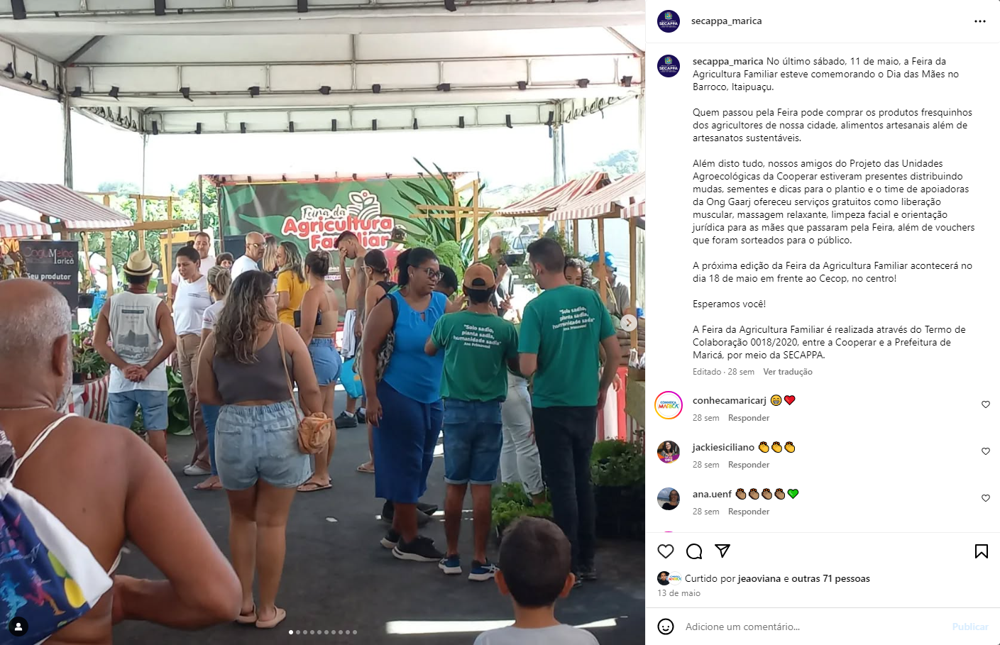 Feira da
Agricultura
Familiar
CoguMelos
Maricá
Seu produtor
"Solo sadio,
planta sadia,
humanidade sadia"
Ana Primavesi
"Solo sadio,
planta sadia,
humanidade sadia"
Ana Primavesi
SECAPPA
secappa_marica
SECAPPA
secappa_marica No último sábado, 11 de maio, a Feira da
Agricultura Familiar esteve comemorando o Dia das Mães no
Barroco, Itaipuaçu.
Quem passou pela Feira pode comprar os produtos fresquinhos
dos agricultores de nossa cidade, alimentos artesanais além de
artesanatos sustentáveis.
Além disto tudo, nossos amigos do Projeto das Unidades
Agroecológicas da Cooperar estiveram presentes distribuindo
mudas, sementes e dicas para o plantio e o time de apoiadoras
da Ong Gaarj ofereceu serviços gratuitos como liberação
muscular, massagem relaxante, limpeza facial e orientação
jurídica para as mães que passaram pela Feira, além de vouchers
que foram sorteados para o público.
A próxima edição da Feira da Agricultura Familiar acontecerá no
dia 18 de maio em frente ao Cecop, no centro!
Esperamos você!
A Feira da Agricultura Familiar é realizada através do Termo de
Colaboração 0018/2020, entre a Cooperar e a Prefeitura de
Maricá, por meio da SECAPPA.
Editado · 28 sem Ver tradução
CONHEÇA
MARICÁ
conhecamaricarj 😁❤️
28 sem Responder
jackiesiciliano 👏👏👏
28 sem Responder
ana.uenf 👏🏽👏🏽👏🏽👏🏽💚
28 sem Responder
Curtido por jeaoviana e outras 71 pessoas
13 de maio
Adicione um comentário...
Publicar